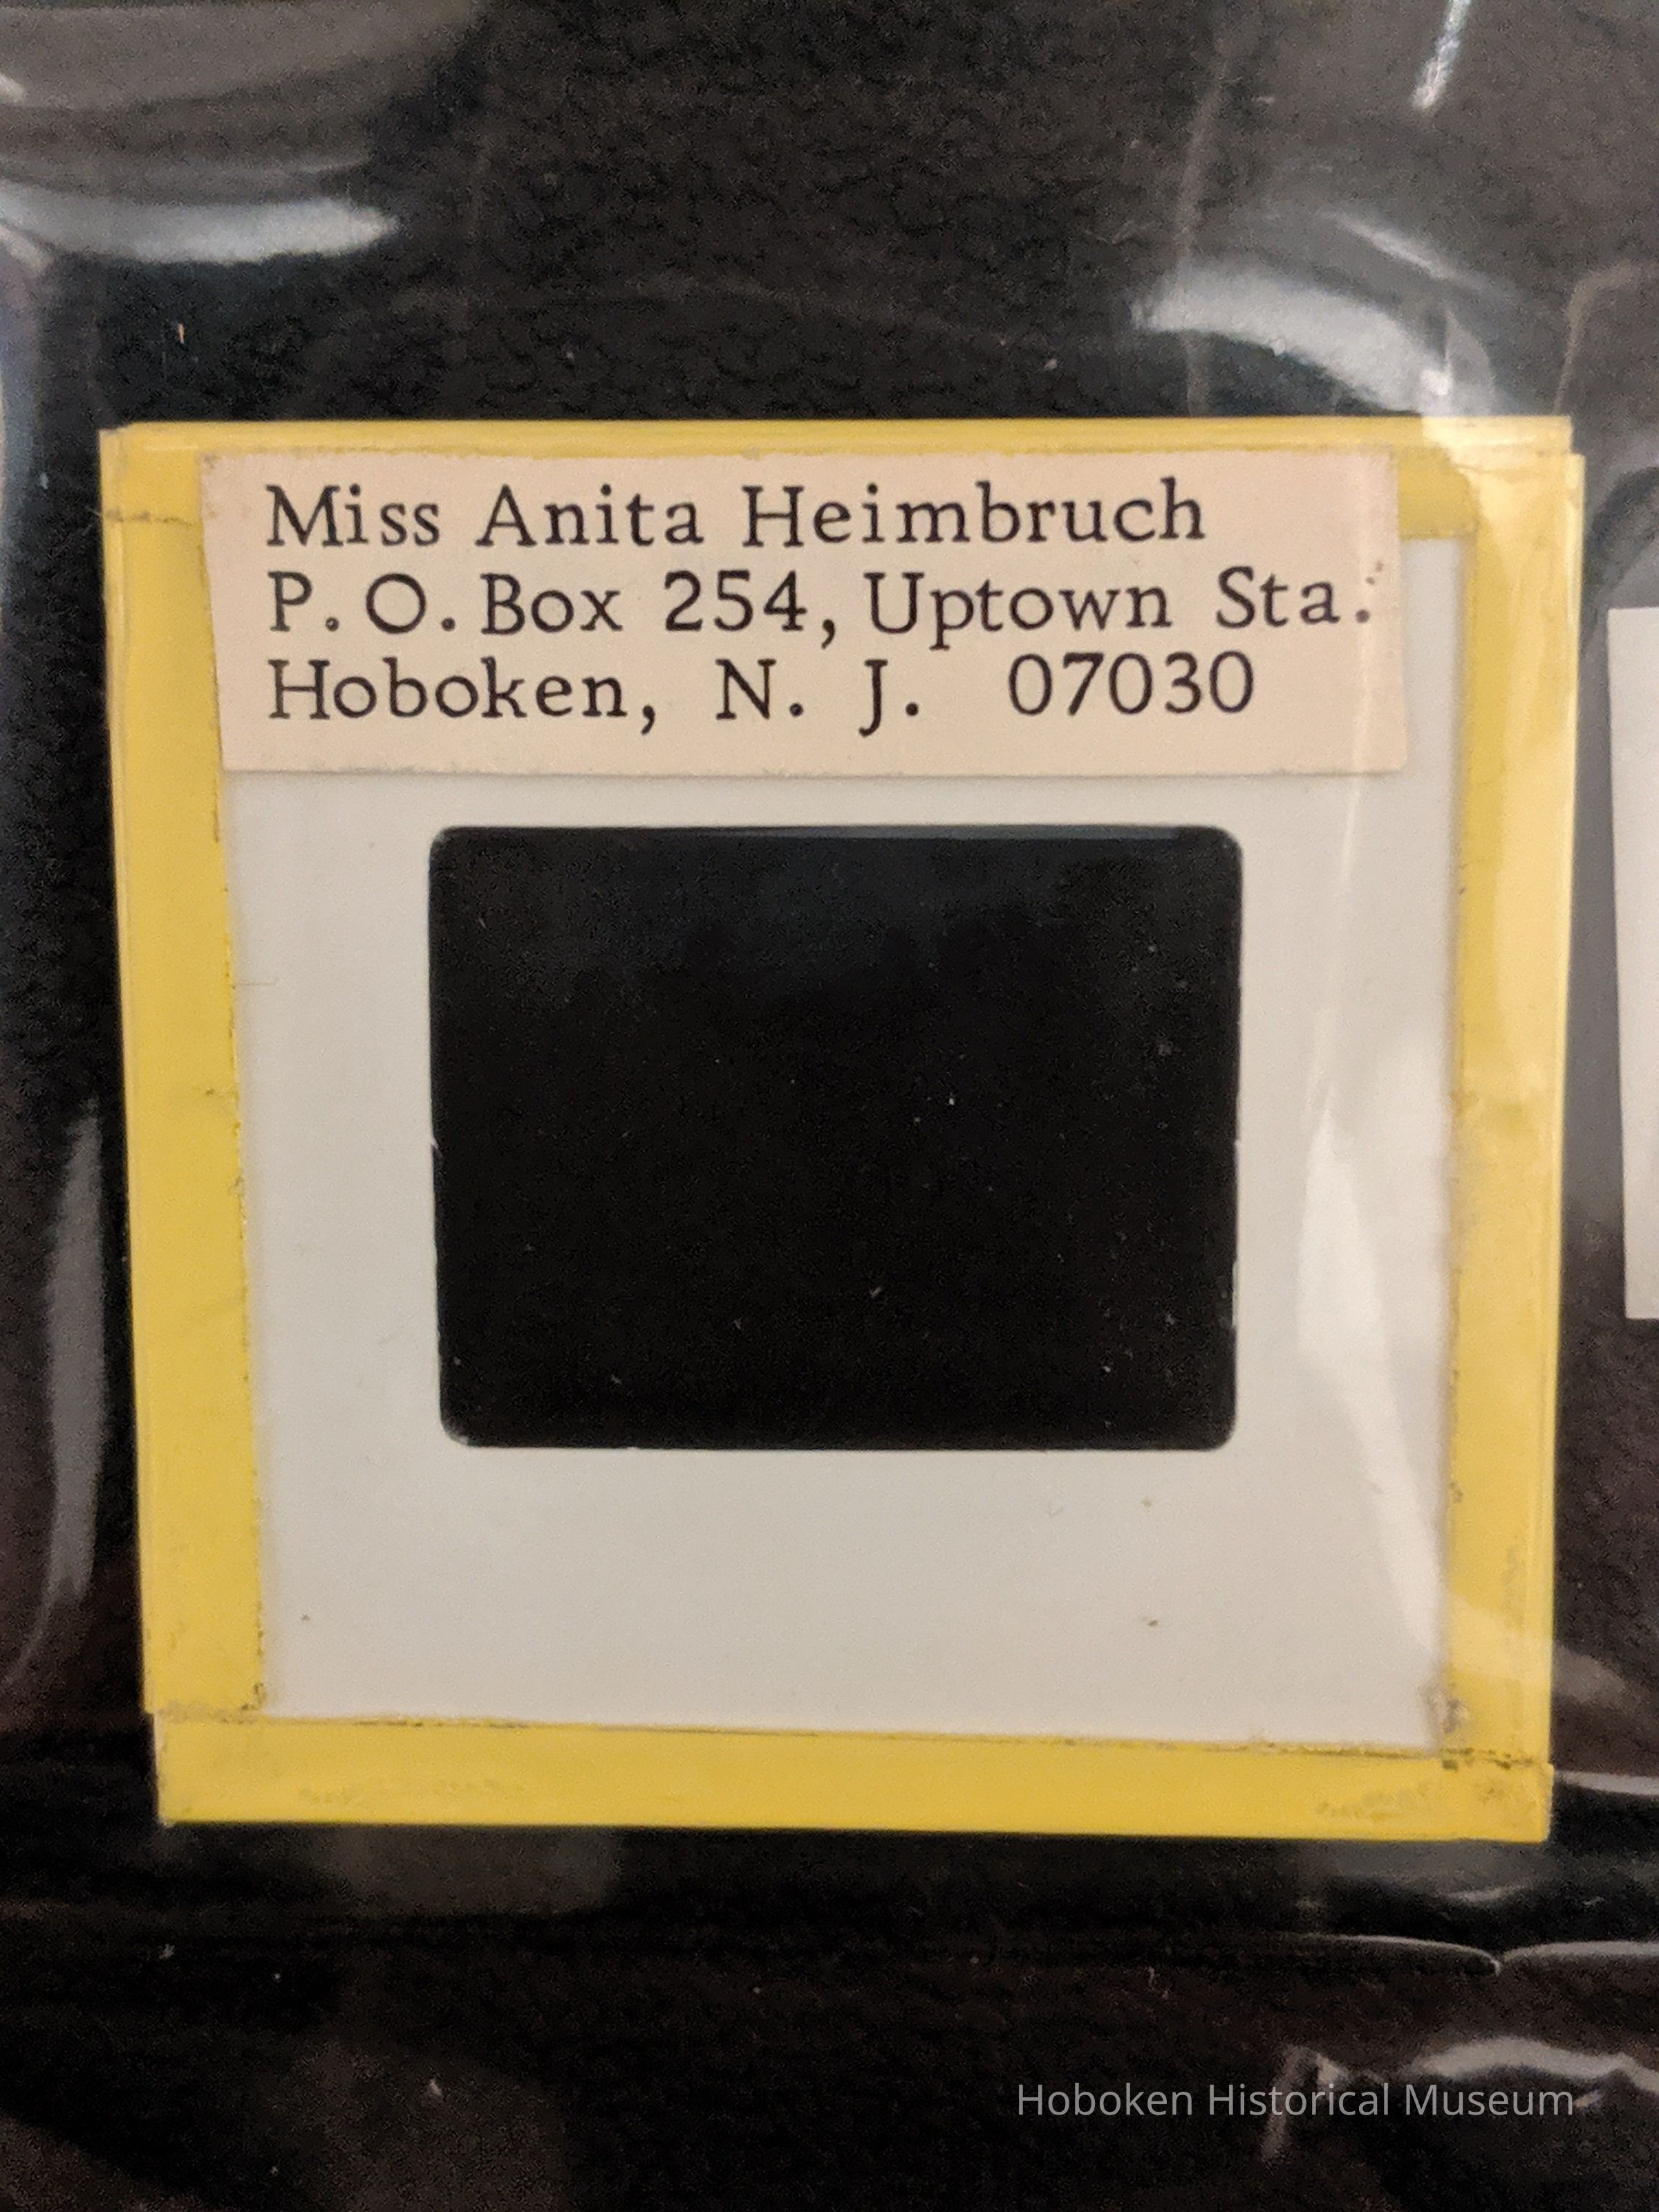 Miss Anita Heimbruch
P. O. Box 254, Uptown Sta.
Hoboken, N. J. 07030
Hoboken Historical Museum